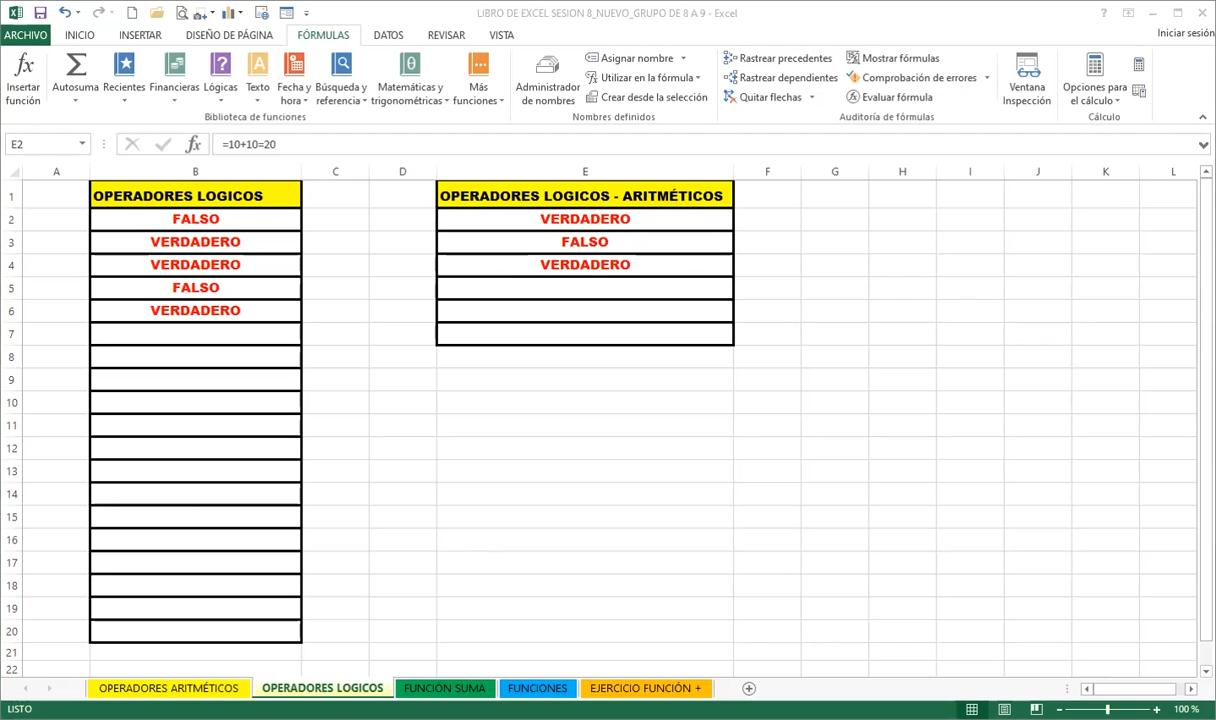 LIBRO DE EXCEL SESION 8_NUEVO_GRUPO DE 8 A 9 - Excel
?
ARCHIVO INICIO INSERTAR DISEÑO DE PÁGINA FÓRMULAS DATOS REVISAR VISTA Iniciar sesión
Insertar función
Autosuma
Recientes
Financieras
Lógicas
Texto
Fecha y hora
Búsqueda y referencia
Matemáticas y trigonométricas
Más funciones
Biblioteca de funciones
Administrador de nombres
Asignar nombre
Utilizar en la fórmula
Crear desde la selección
Nombres definidos
Rastrear precedentes
Rastrear dependientes
Quitar flechas
Mostrar fórmulas
Comprobación de errores
Evaluar fórmula
Auditoría de fórmulas
Ventana Inspección
Opciones para el cálculo
Cálculo
E2 fx =10+10=20
A B C D E F G H I J K L
1 OPERADORES LOGICOS OPERADORES LOGICOS - ARITMÉTICOS
2 FALSO VERDADERO
3 VERDADERO FALSO
4 VERDADERO VERDADERO
5 FALSO
6 VERDADERO
7
8
9
10
11
12
13
14
15
16
17
18
19
20
21
22
OPERADORES ARITMÉTICOS OPERADORES LOGICOS FUNCIÓN SUMA FUNCIONES EJERCICIO FUNCIÓN +
LISTO 100 %